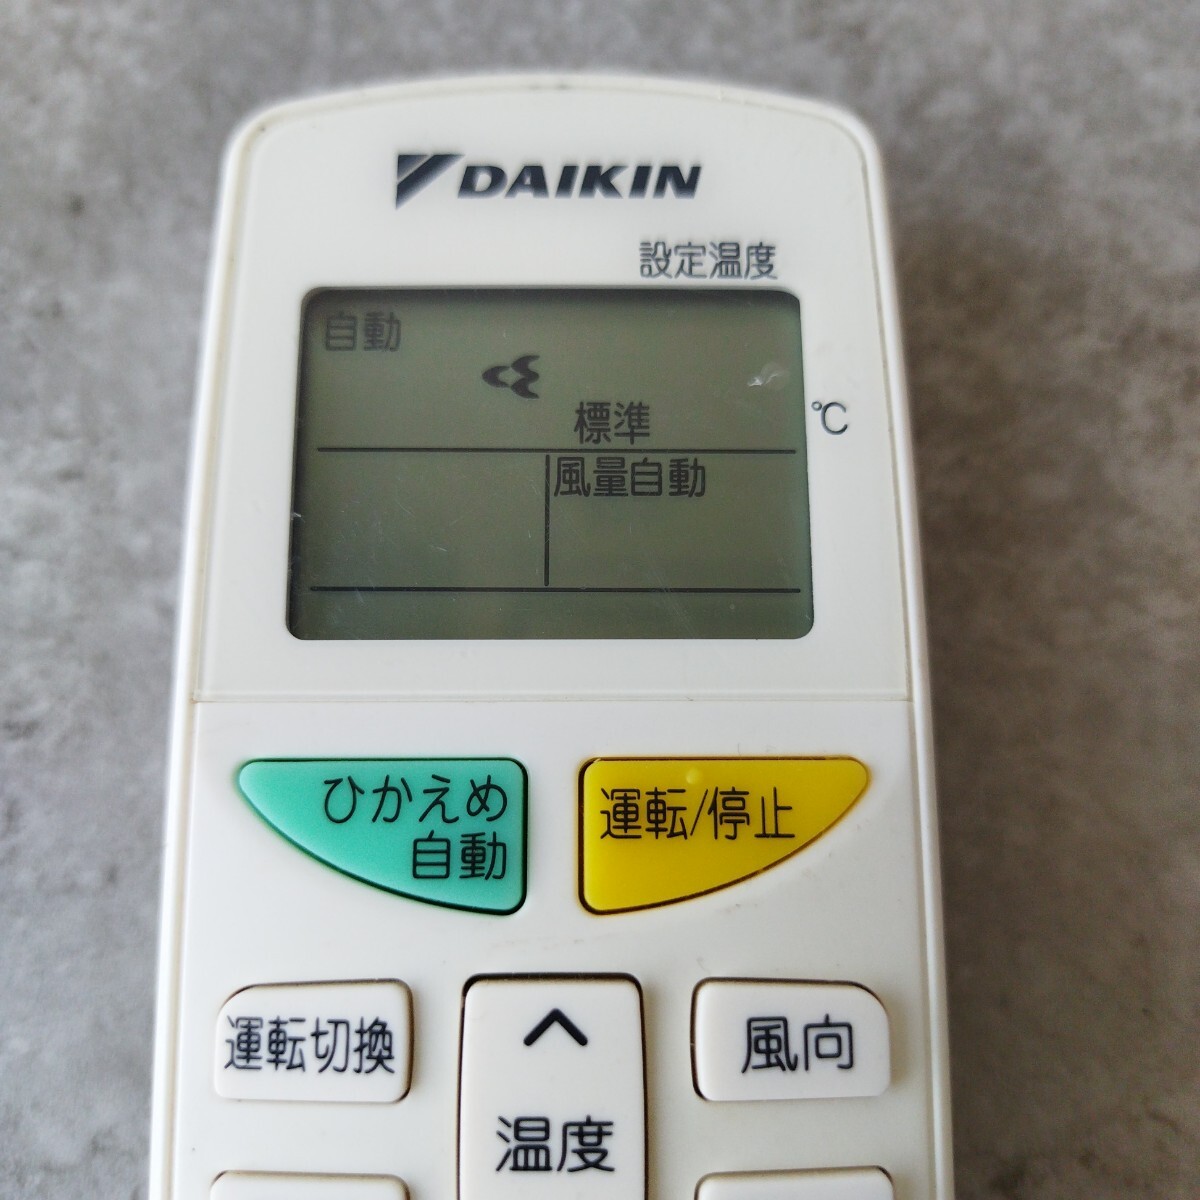 DAIKIN
設定温度
自動
標準
℃
風量自動
ひかえめ
自動
運転/停止
運転切換
温度
風向